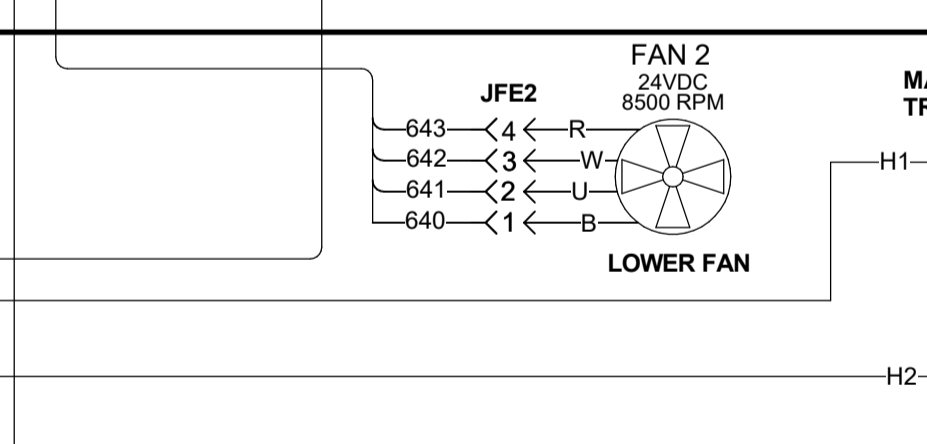 FAN 2
24VDC
8500 RPM
JFE2
643 4 R
642 3 W
641 2 U
640 1 B
LOWER FAN
H1
H2